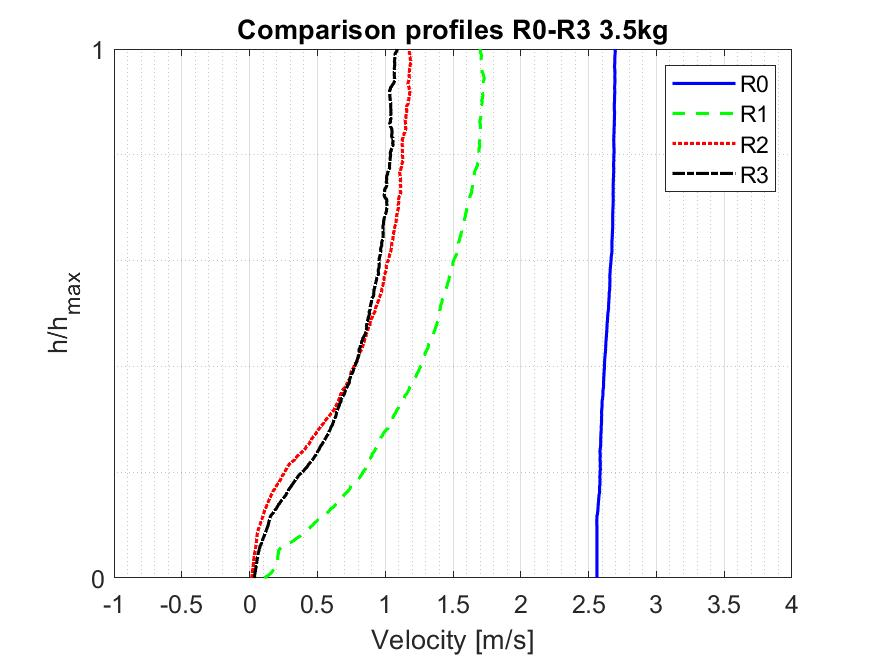 Comparison profiles R0-R3 3.5kg
1
R0
R1
R2
R3
h/hmax
0
-1 -0.5 0 0.5 1 1.5 2 2.5 3 3.5 4
Velocity [m/s]